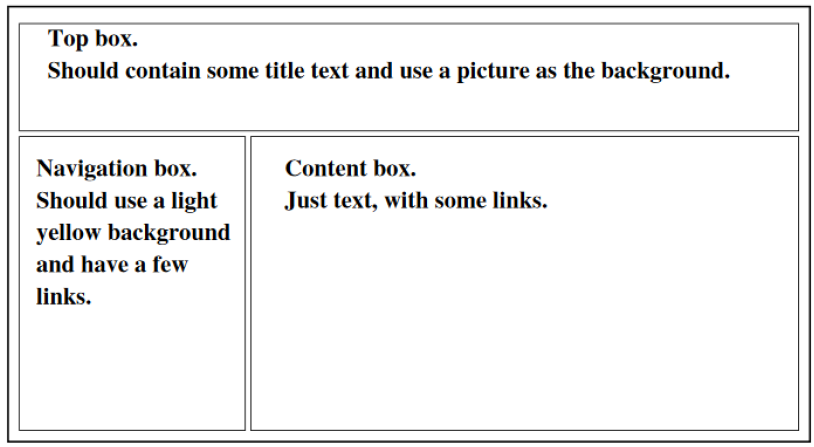 Top box.
Should contain some title text and use a picture as the background.
Navigation box.
Should use a light
yellow background
and have a few
links.
Content box.
Just text, with some links.